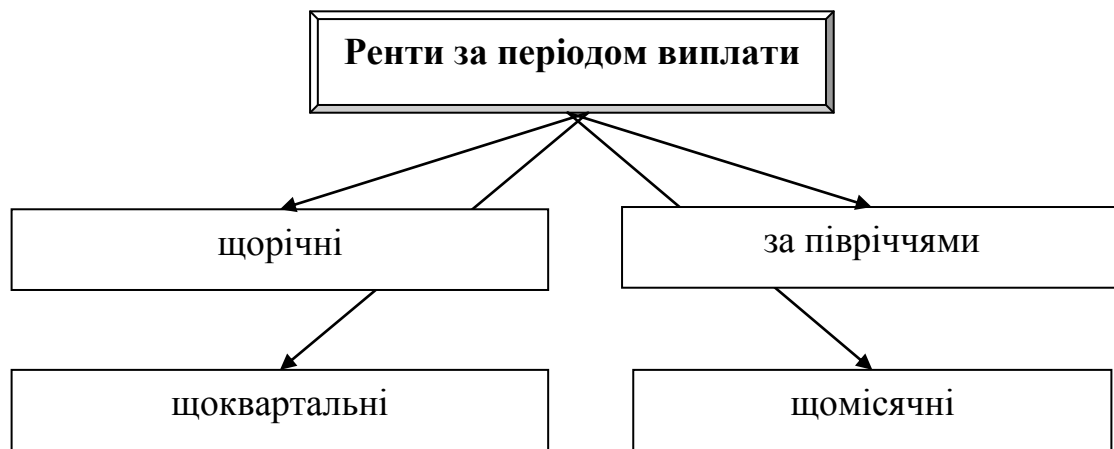 Ренти за періодом виплати
щорічні
за півріччями
щоквартальні
щомісячні